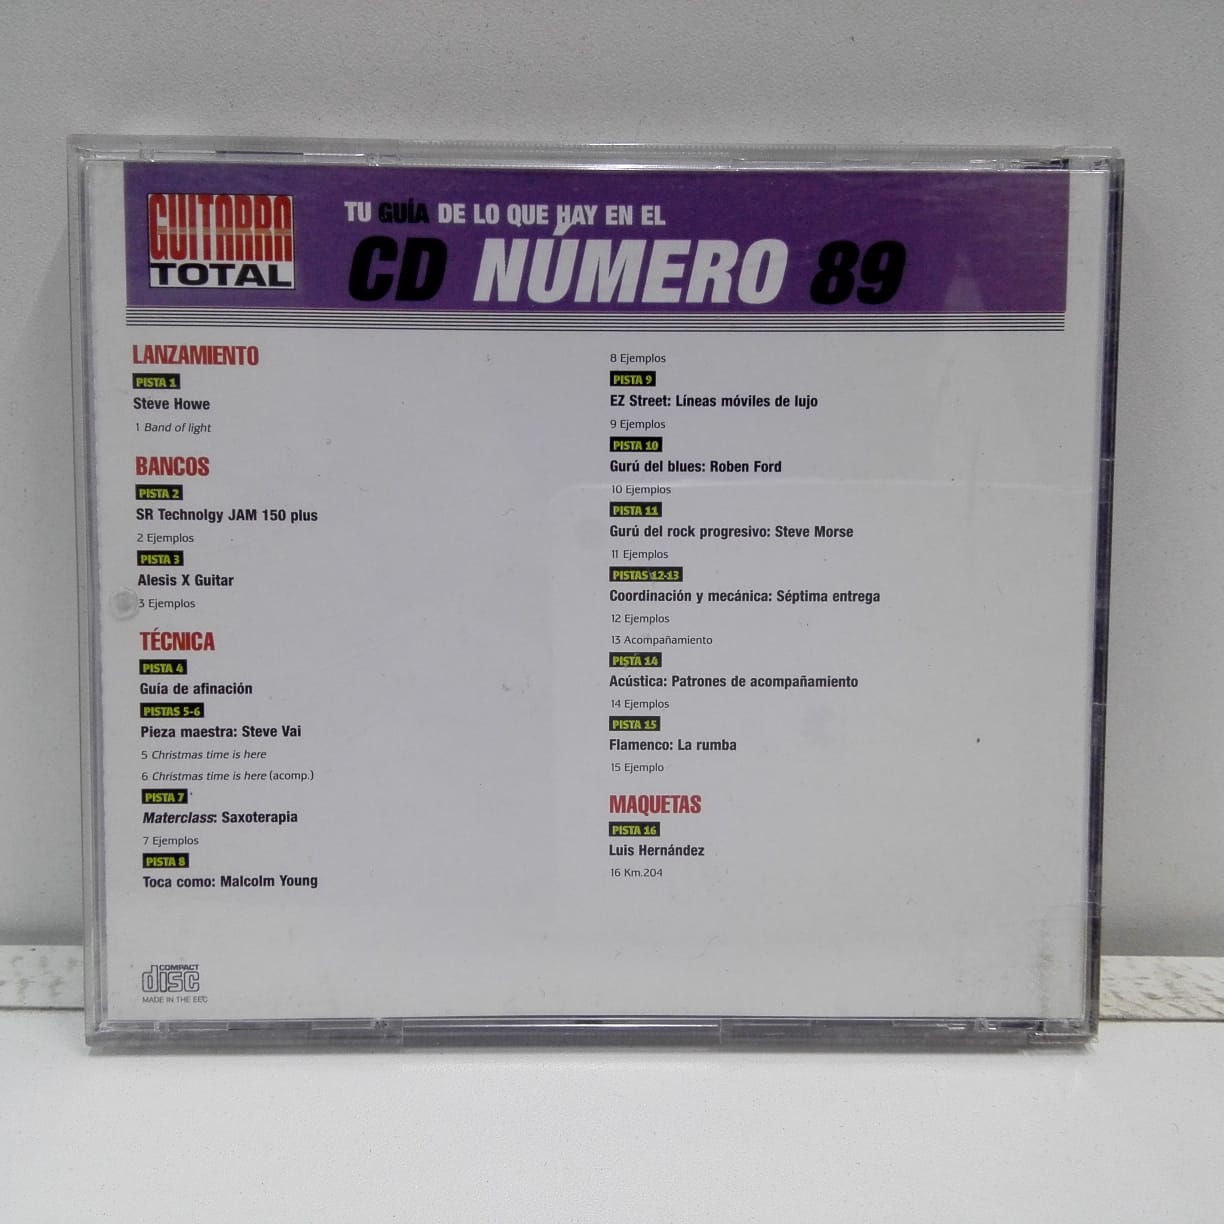 GUITARRA
TOTAL
TU GUÍA DE LO QUE HAY EN EL
CD NÚMERO 89
LANZAMIENTO
PISTA 1
Steve Howe
1 Band of light
BANCOS
PISTA 2
SR Technolgy JAM 150 plus
2 Ejemplos
PISTA 3
Alesis X Guitar
3 Ejemplos
TÉCNICA
PISTA 4
Guía de afinación
PISTAS 5-6
Pieza maestra: Steve Vai
5 Christmas time is here
6 Christmas time is here (acomp.)
PISTA 7
Materclass: Saxoterapia
7 Ejemplos
PISTA 8
Toca como: Malcolm Young
8 Ejemplos
PISTA 9
EZ Street: Líneas móviles de lujo
9 Ejemplos
PISTA 10
Gurú del blues: Roben Ford
10 Ejemplos
PISTA 11
Gurú del rock progresivo: Steve Morse
11 Ejemplos
PISTAS 12-13
Coordinación y mecánica: Séptima entrega
12 Ejemplos
13 Acompañamiento
PISTA 14
Acústica: Patrones de acompañamiento
14 Ejemplos
PISTA 15
Flamenco: La rumba
15 Ejemplo
MAQUETAS
PISTA 16
Luis Hernández
16 Km.204
COMPACT
disc
MADE IN THE EEC